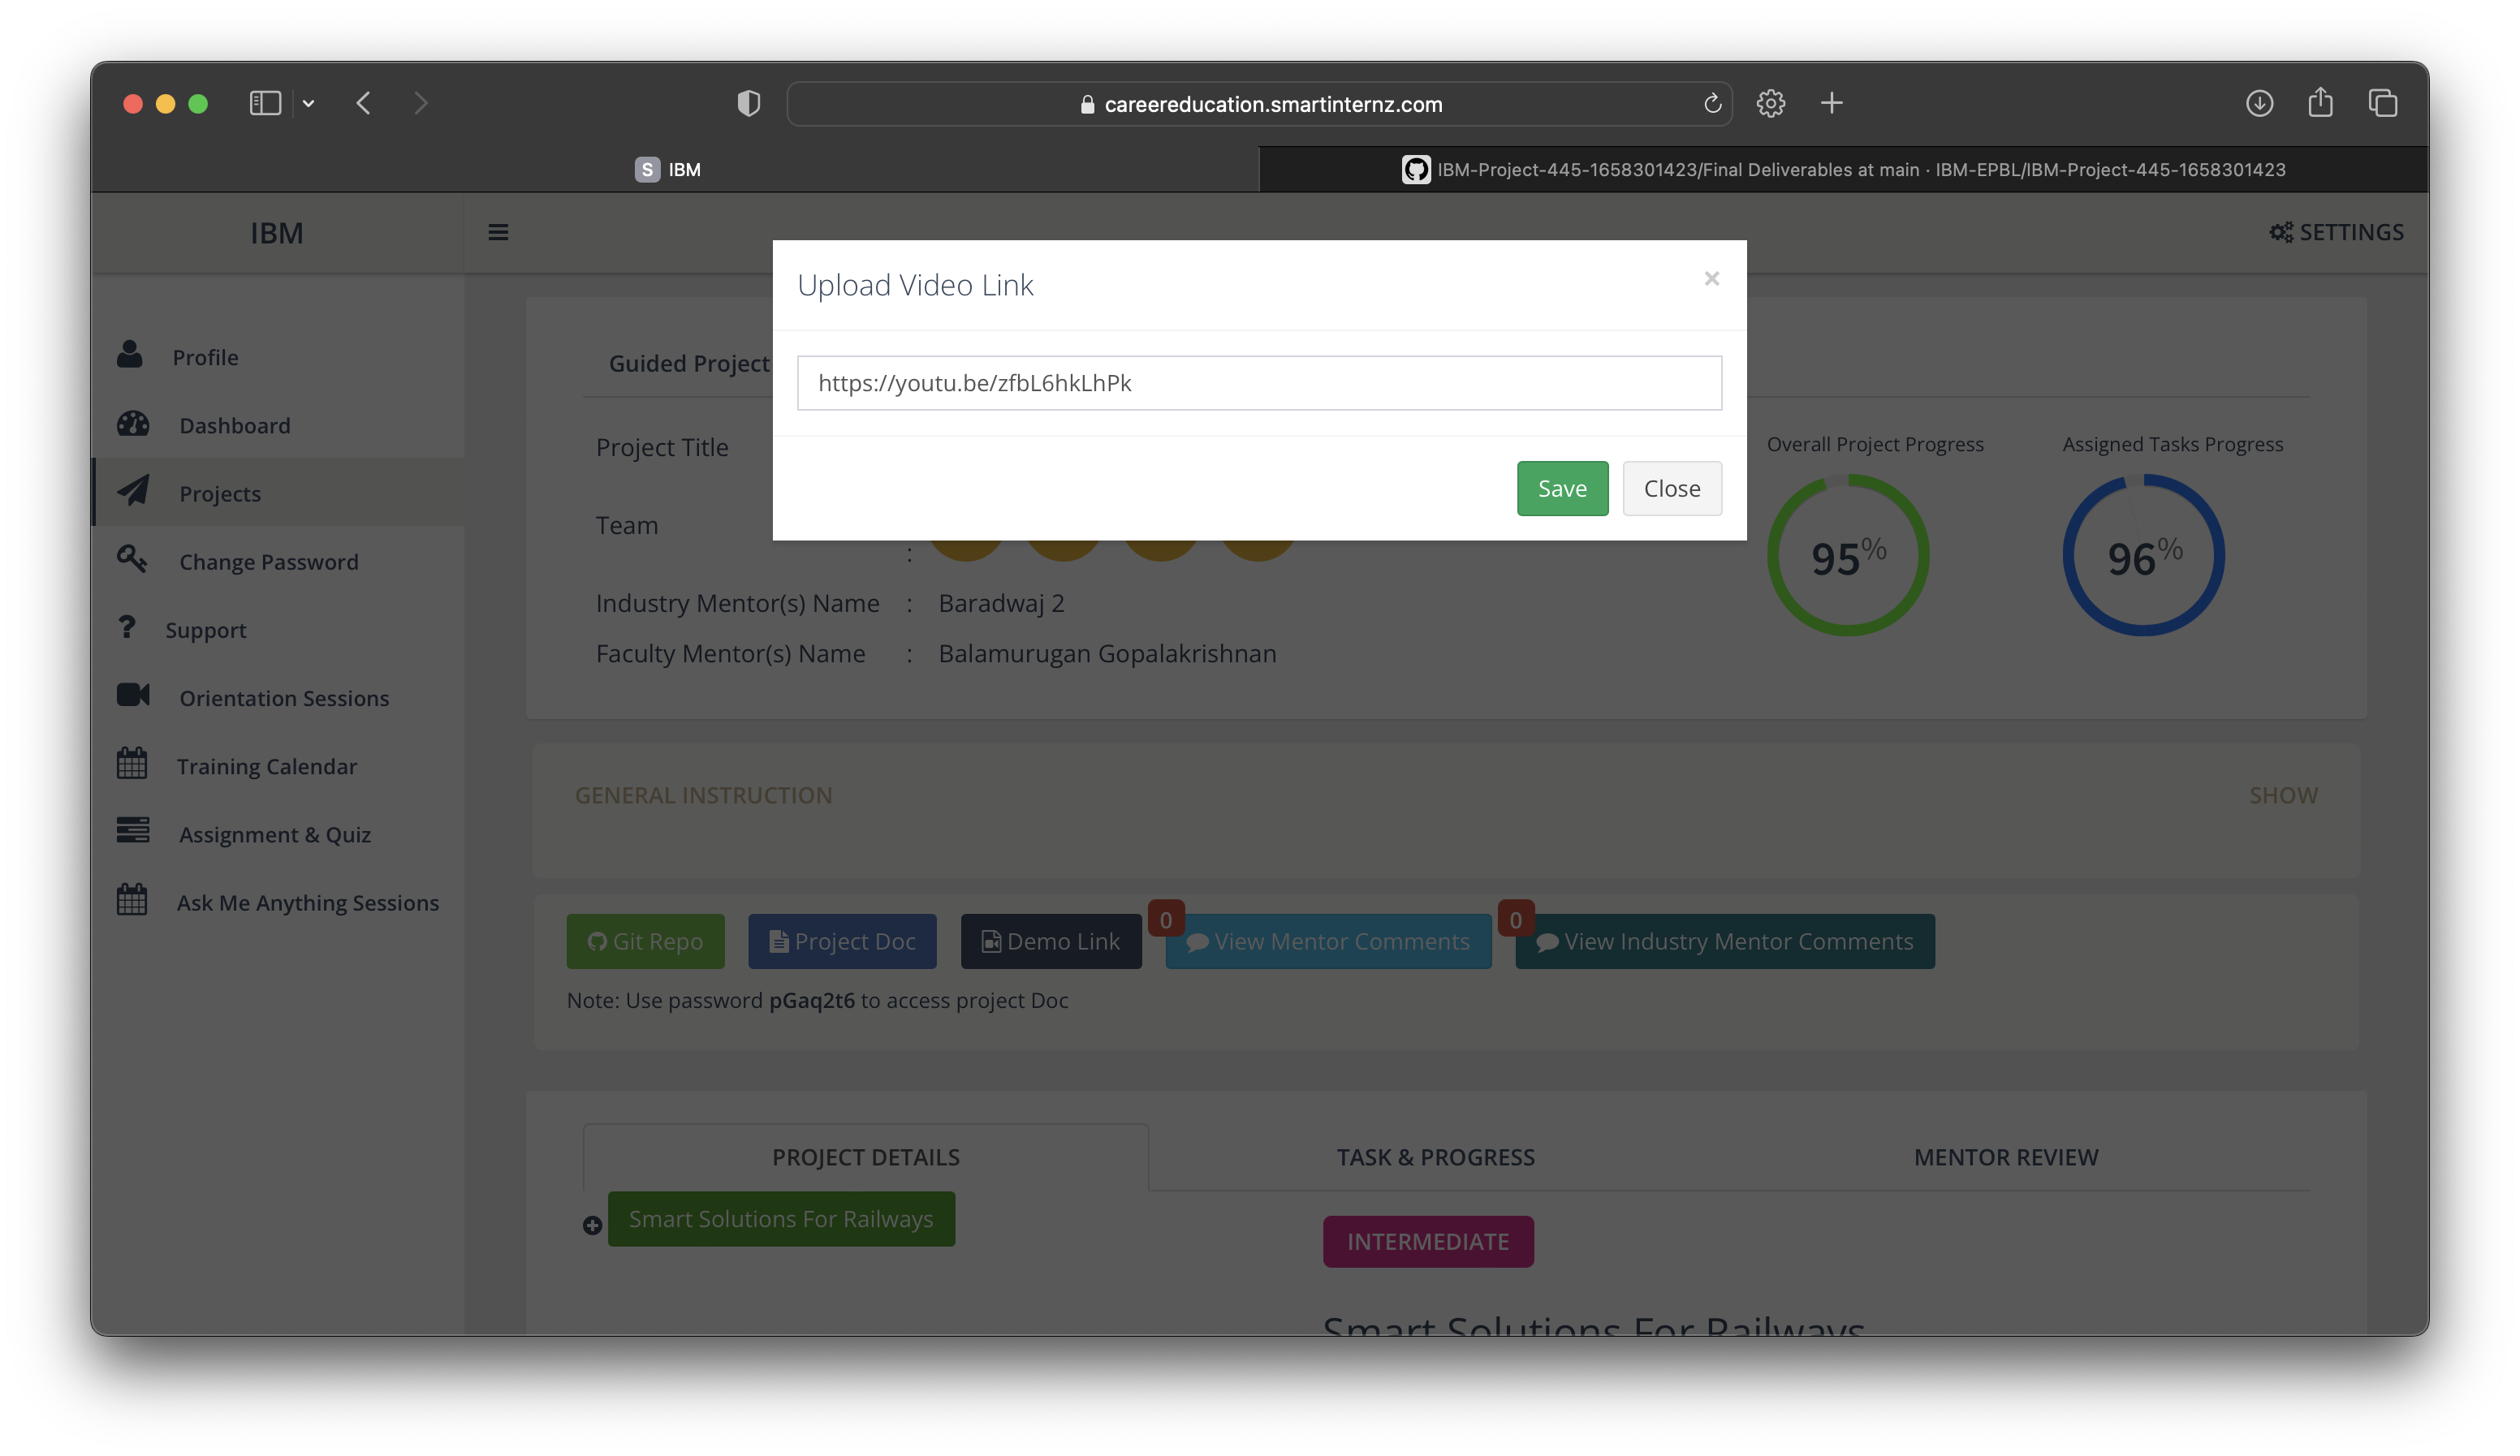 careereducation.smartinternz.com
S IBM
IBM-Project-445-1658301423/Final Deliverables at main · IBM-EPBL/IBM-Project-445-1658301423
IBM
SETTINGS
Upload Video Link
×
https://youtu.be/zfbL6hkLhPk
Save
Close
Profile
Dashboard
Projects
Change Password
Support
Orientation Sessions
Training Calendar
Assignment & Quiz
Ask Me Anything Sessions
Guided Project
Project Title
Team
:
Industry Mentor(s) Name : Baradwaj 2
Faculty Mentor(s) Name : Balamurugan Gopalakrishnan
Overall Project Progress
95%
Assigned Tasks Progress
96%
GENERAL INSTRUCTION
SHOW
Git Repo
Project Doc
Demo Link
0
View Mentor Comments
0
View Industry Mentor Comments
Note: Use password pGaq2t6 to access project Doc
PROJECT DETAILS
TASK & PROGRESS
MENTOR REVIEW
Smart Solutions For Railways
INTERMEDIATE
Smart Solutions For Railways